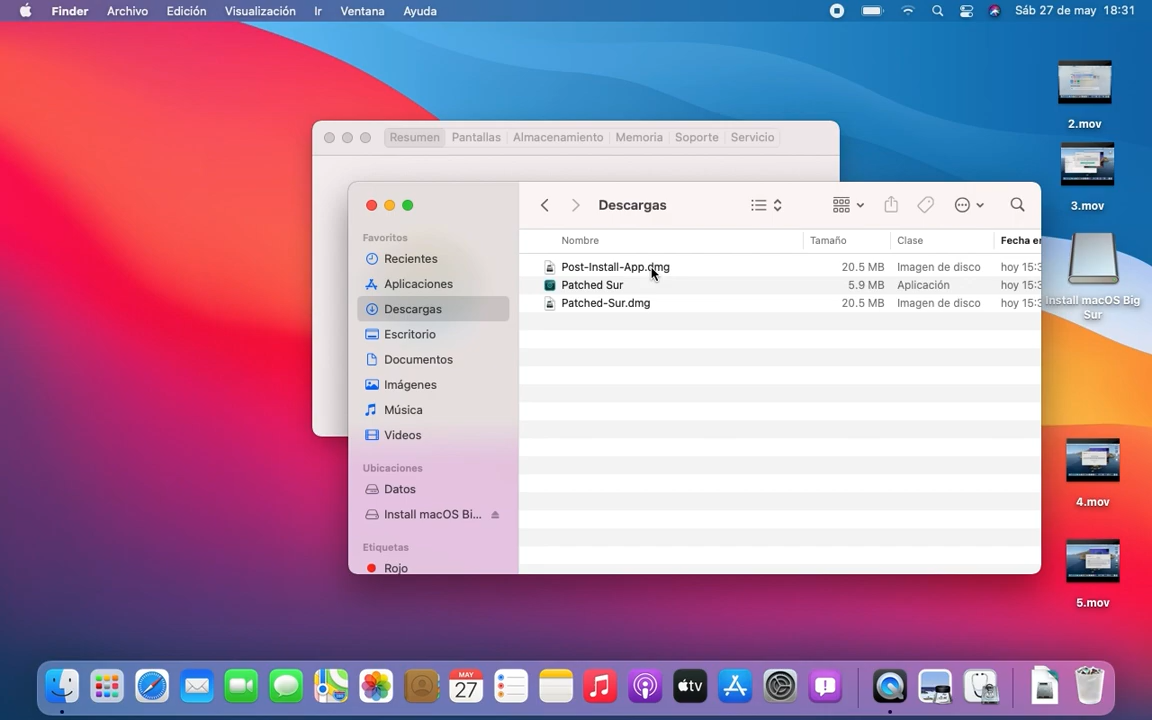 Finder Archivo Edición Visualización Ir Ventana Ayuda Sáb 27 de may 18:31
Resumen Pantallas Almacenamiento Memoria Soporte Servicio
Descargas
Favoritos
Recientes
Aplicaciones
Descargas
Escritorio
Documentos
Imágenes
Música
Videos
Ubicaciones
Datos
Install macOS Bi...
Etiquetas
Rojo
Nombre Tamaño Clase Fecha en
Post-Install-App.dmg 20.5 MB Imagen de disco hoy 15:3
Patched Sur 5.9 MB Aplicación hoy 15:3
Patched-Sur.dmg 20.5 MB Imagen de disco hoy 15:3
2.mov
3.mov
Install macOS Big
Sur
4.mov
5.mov
MAY
27
tv